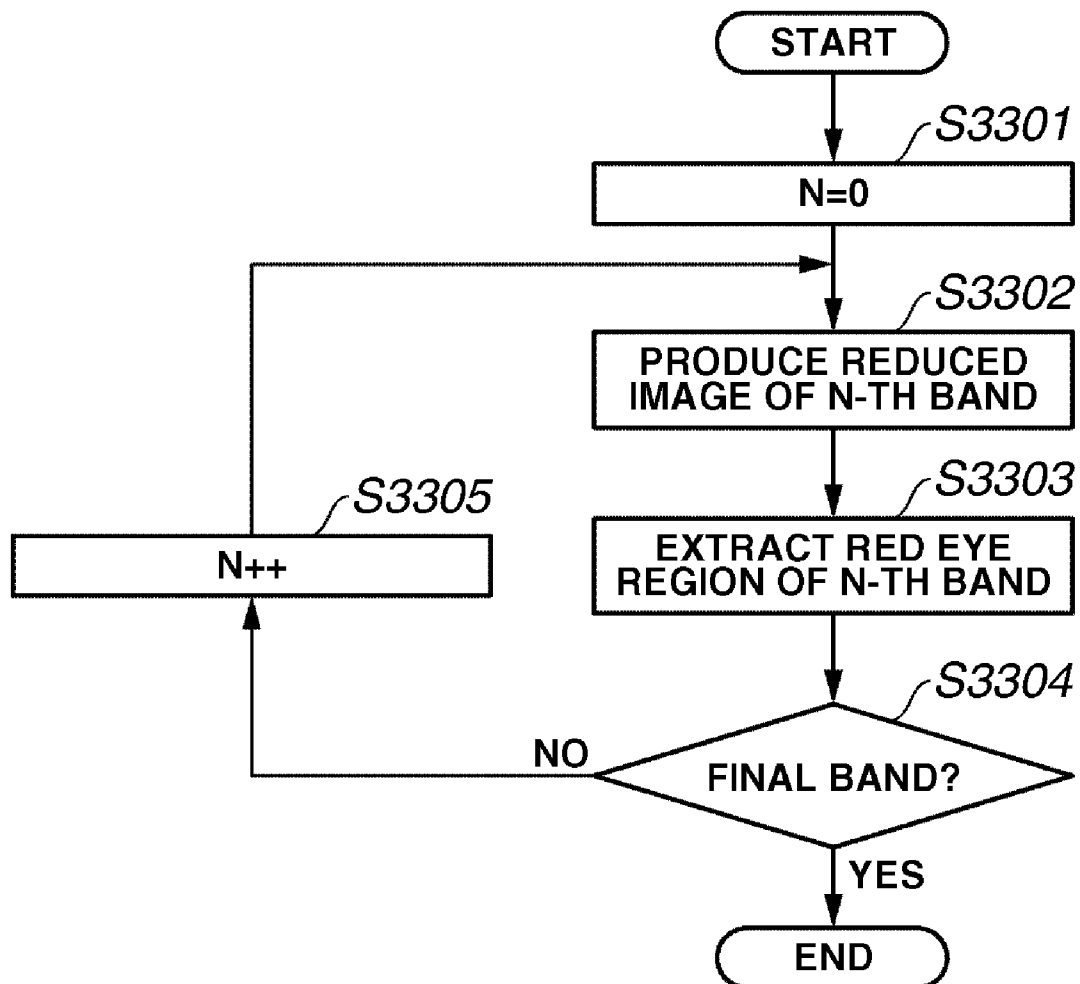 START
S3301
N=0
S3302
PRODUCE REDUCED
IMAGE OF N-TH BAND
S3303
EXTRACT RED EYE
REGION OF N-TH BAND
S3305
N++
S3304
FINAL BAND?
NO
YES
END